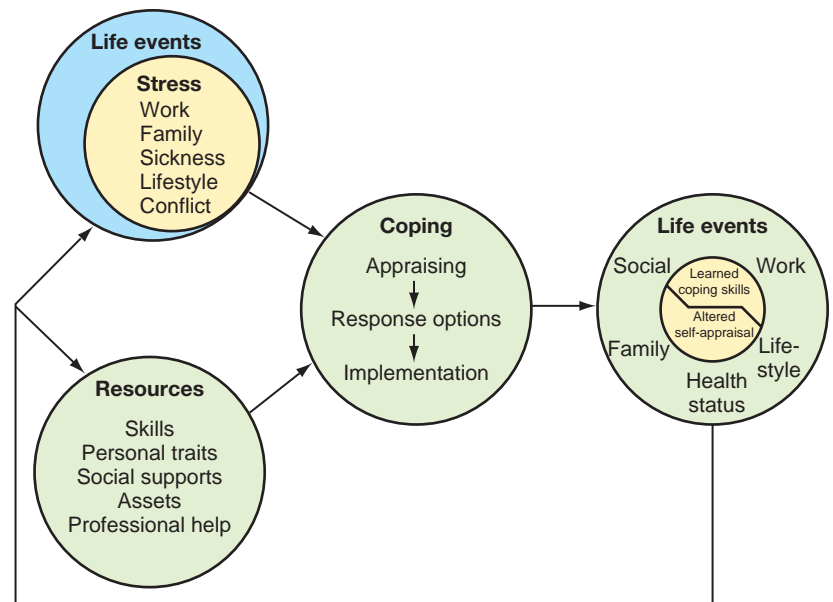 Life events
Stress
Work
Family
Sickness
Lifestyle
Conflict
Resources
Skills
Personal traits
Social supports
Assets
Professional help
Coping
Appraising
Response options
Implementation
Life events
Social
Work
Learned
coping skills
Altered
self-appraisal
Family
Life-
style
Health
status